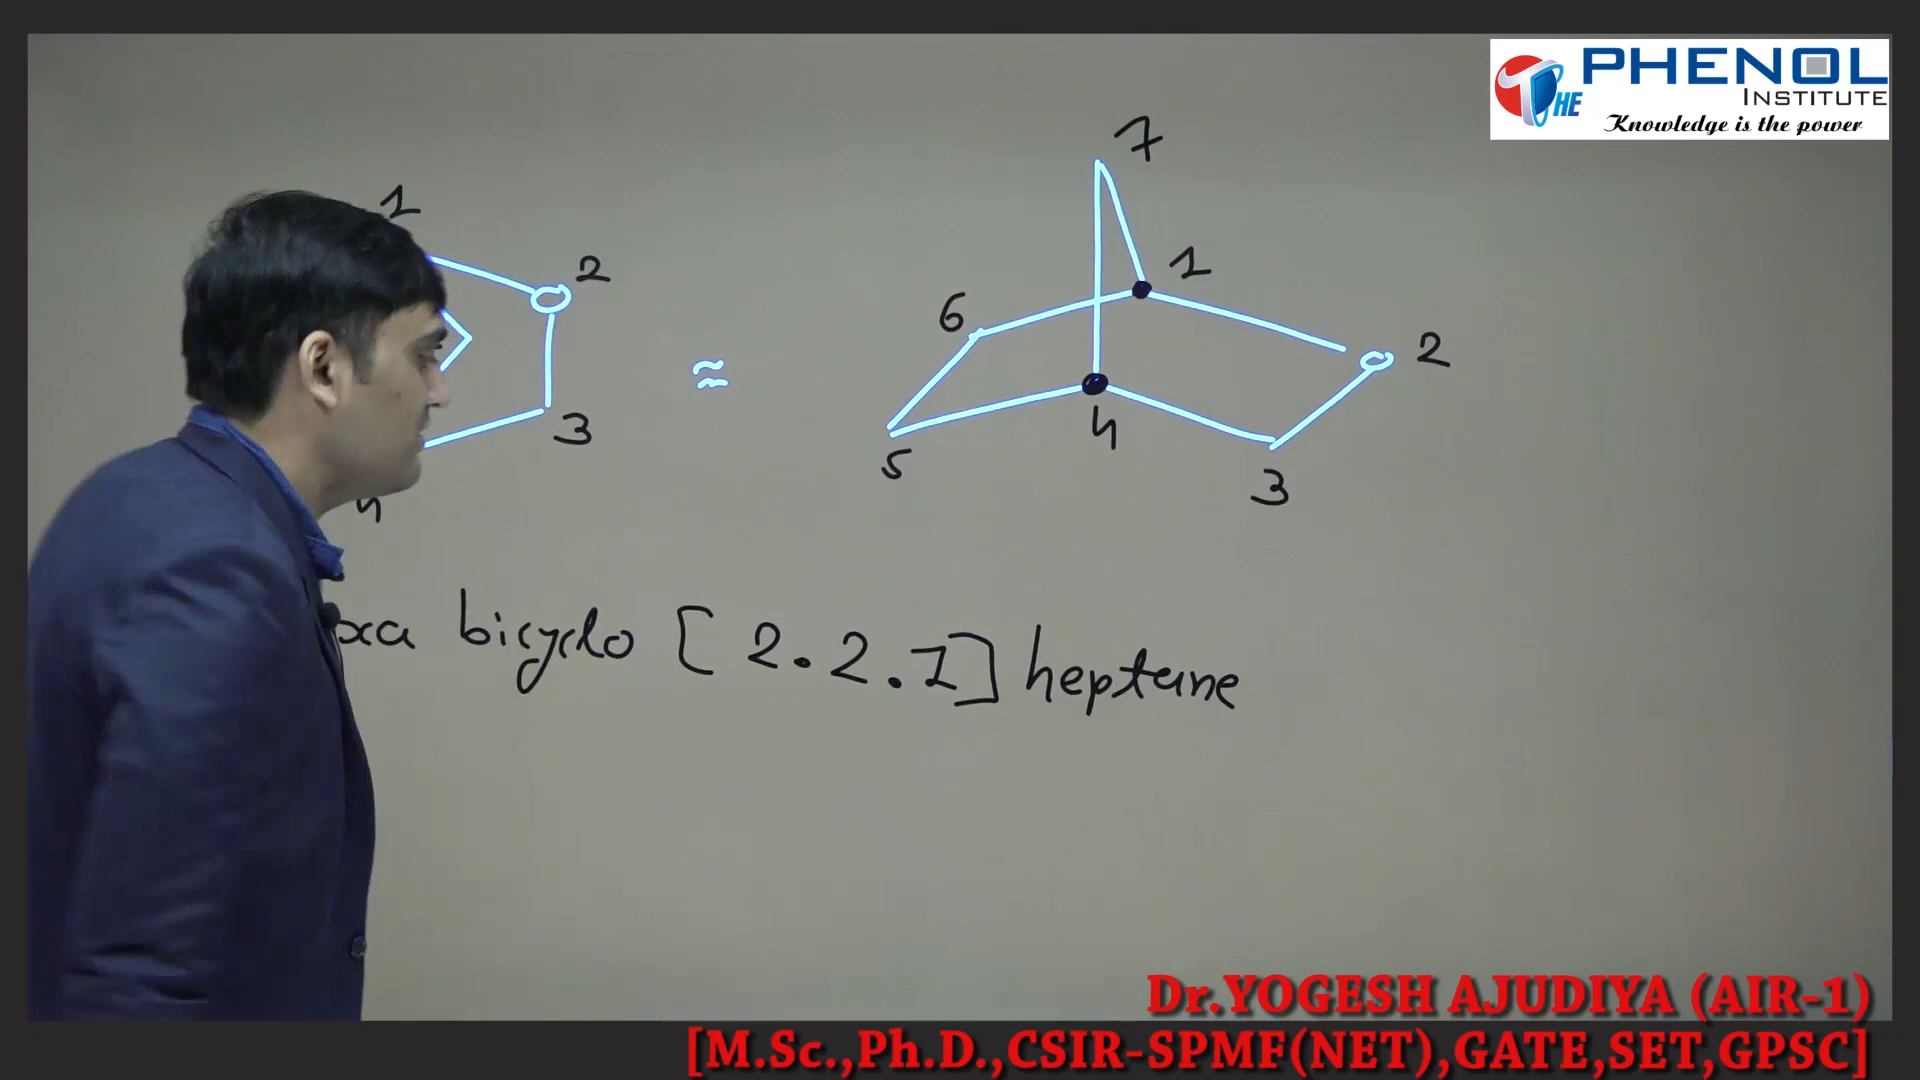 THE PHENOL
INSTITUTE
Knowledge is the power
7
1
1
2
6
2
3
4
5
3
4
xa bicyclo [2.2.1] heptane
Dr.YOGESH AJUDIYA (AIR-1)
[M.Sc.,Ph.D.,CSIR-SPMF(NET),GATE,SET,GPSC]